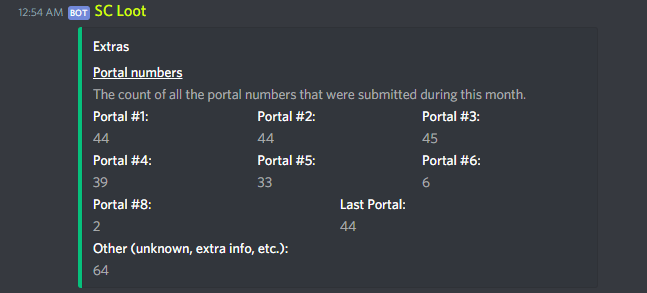 12:54 AM BOT SC Loot
Extras
Portal numbers
The count of all the portal numbers that were submitted during this month.
Portal #1: Portal #2: Portal #3:
44 44 45
Portal #4: Portal #5: Portal #6:
39 33 6
Portal #8: Last Portal:
2 44
Other (unknown, extra info, etc.):
64